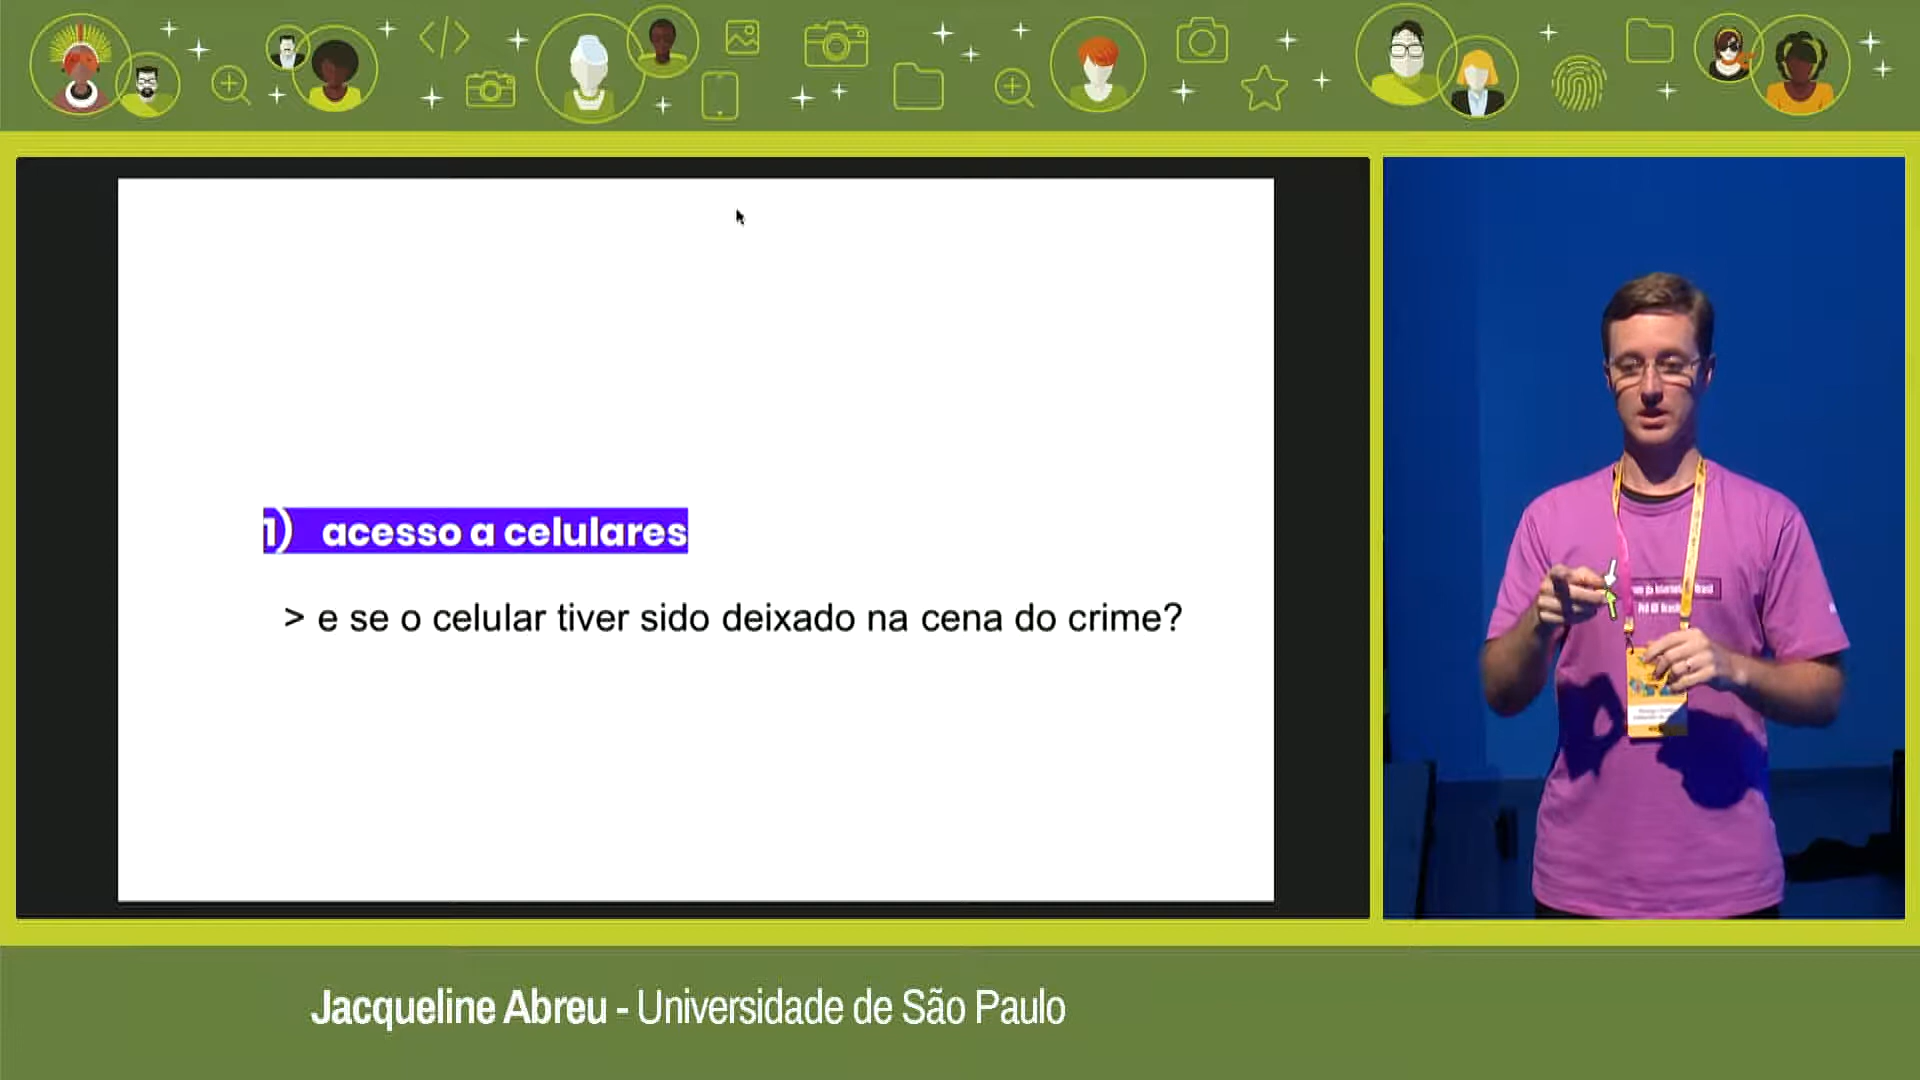 1) acesso a celulares
> e se o celular tiver sido deixado na cena do crime?
Jacqueline Abreu - Universidade de São Paulo